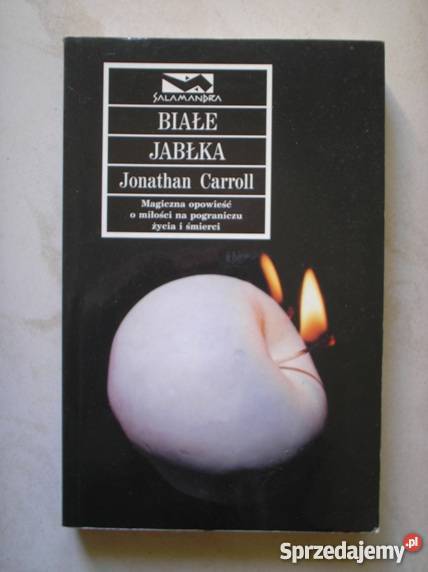 SALAMANDRA
BIAŁE
JABŁKA
Jonathan Carroll
Magiczna opowieść
o miłości na pograniczu
życia i śmierci
Sprzedajemy.pl